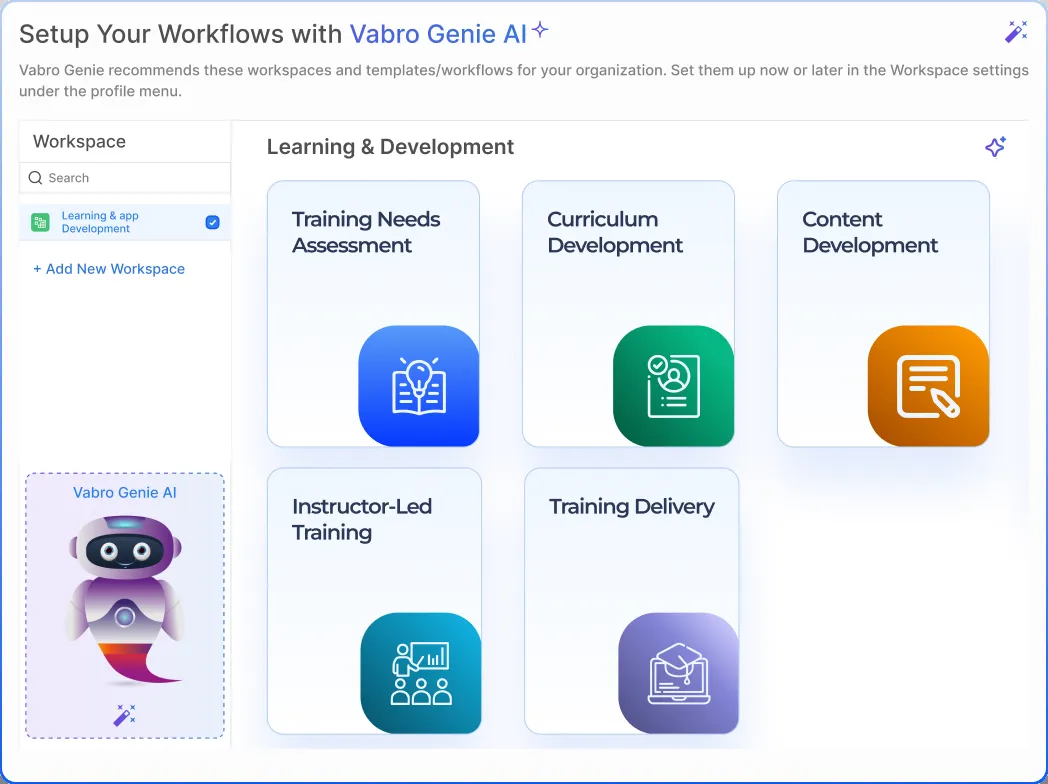 Setup Your Workflows with Vabro Genie AI
Vabro Genie recommends these workspaces and templates/workflows for your organization. Set them up now or later in the Workspace settings
under the profile menu.
Workspace
Search
Learning & app
Development
+ Add New Workspace
Vabro Genie AI
Learning & Development
Training Needs
Assessment
Curriculum
Development
Content
Development
Instructor-Led
Training
Training Delivery